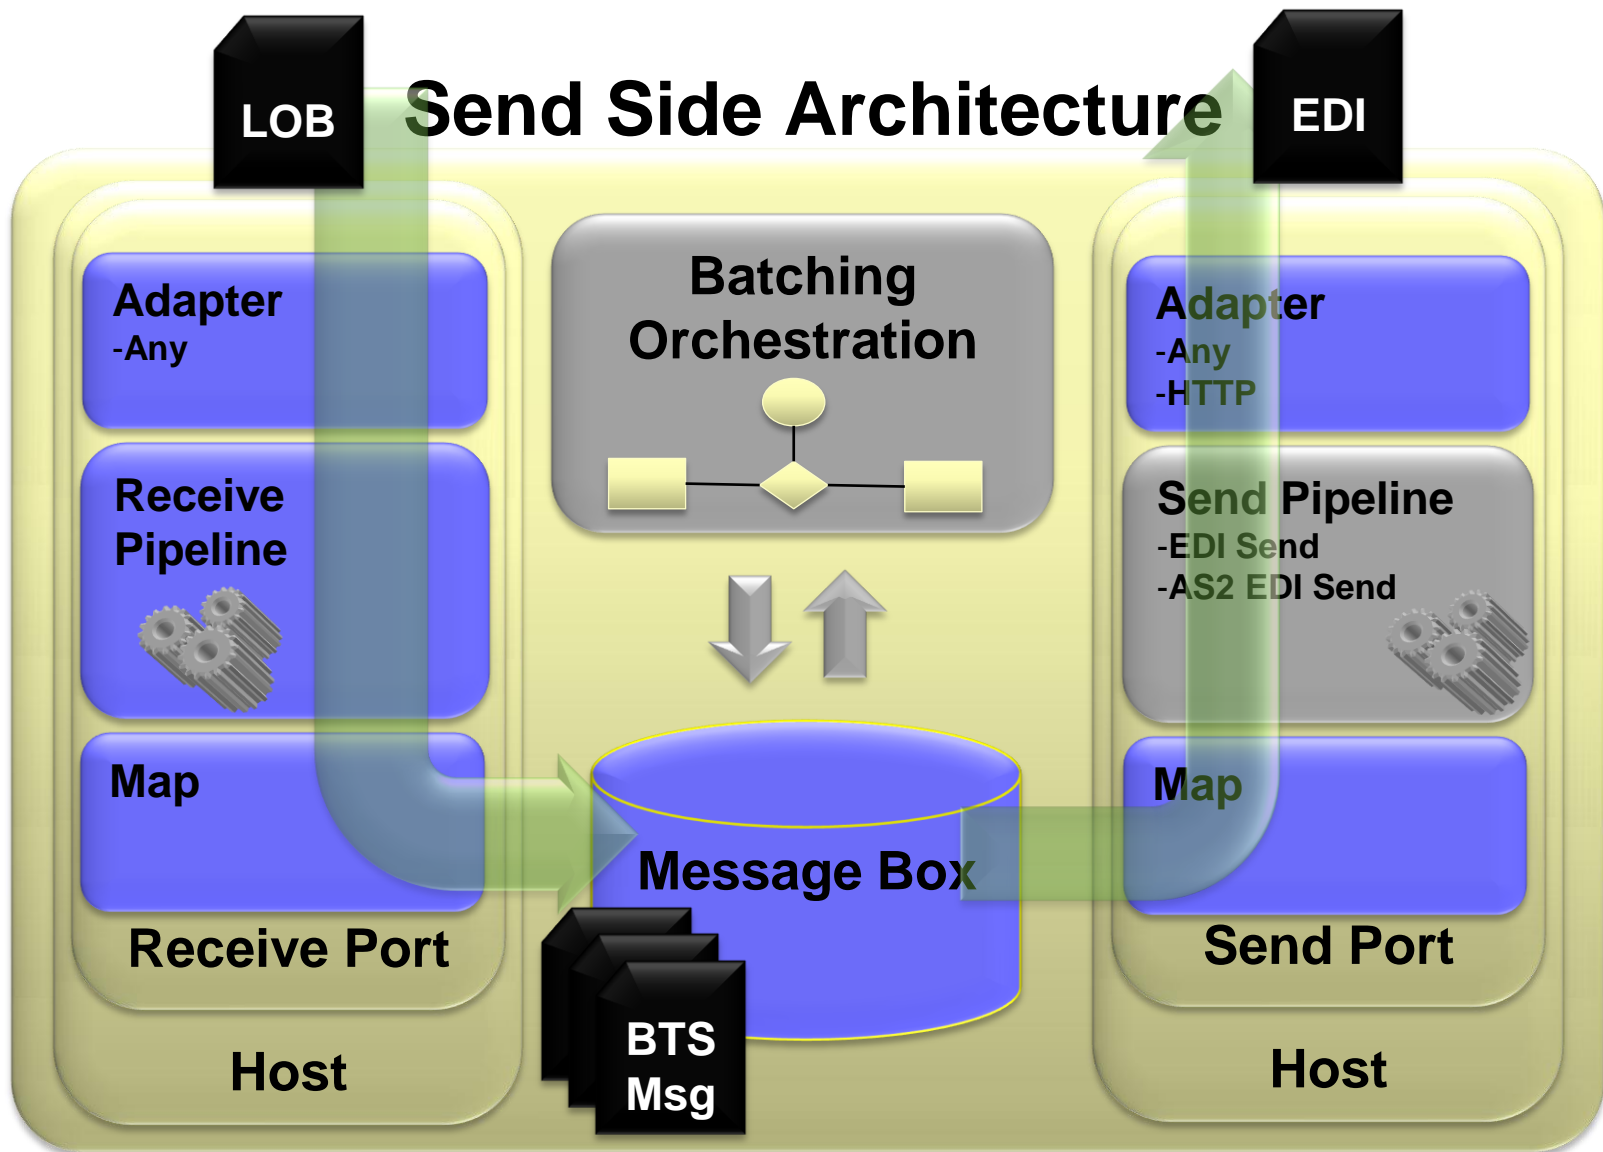 Send Side Architecture
LOB
EDI
Adapter
-Any
Receive
Pipeline
Map
Receive Port
Host
Batching
Orchestration
Message Box
BTS
Msg
Adapter
-Any
-HTTP
Send Pipeline
-EDI Send
-AS2 EDI Send
Map
Send Port
Host